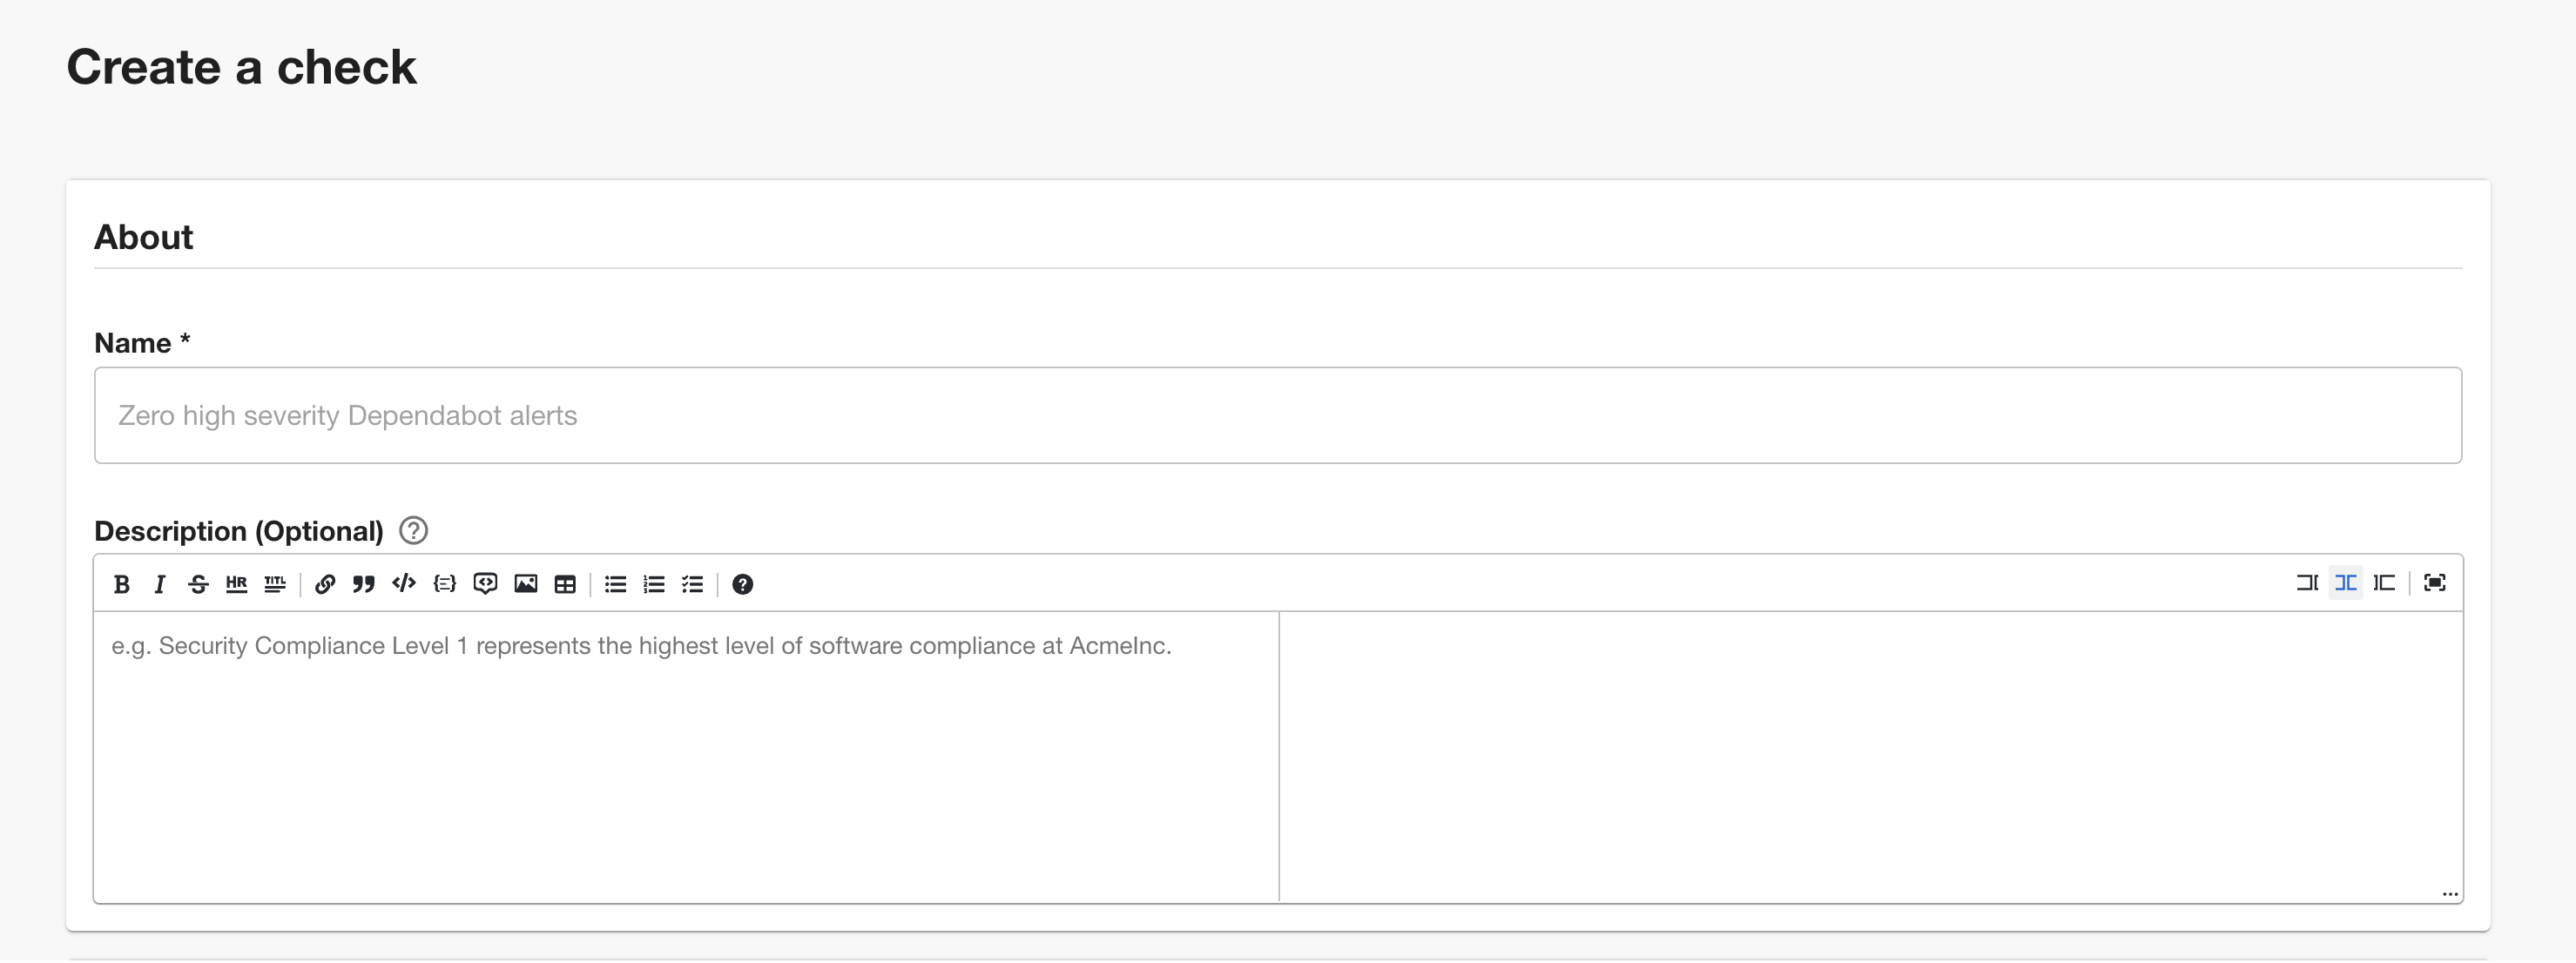 Create a check
About
Name *
Zero high severity Dependabot alerts
Description (Optional) ?
B I S HR TITL
e.g. Security Compliance Level 1 represents the highest level of software compliance at AcmeInc.